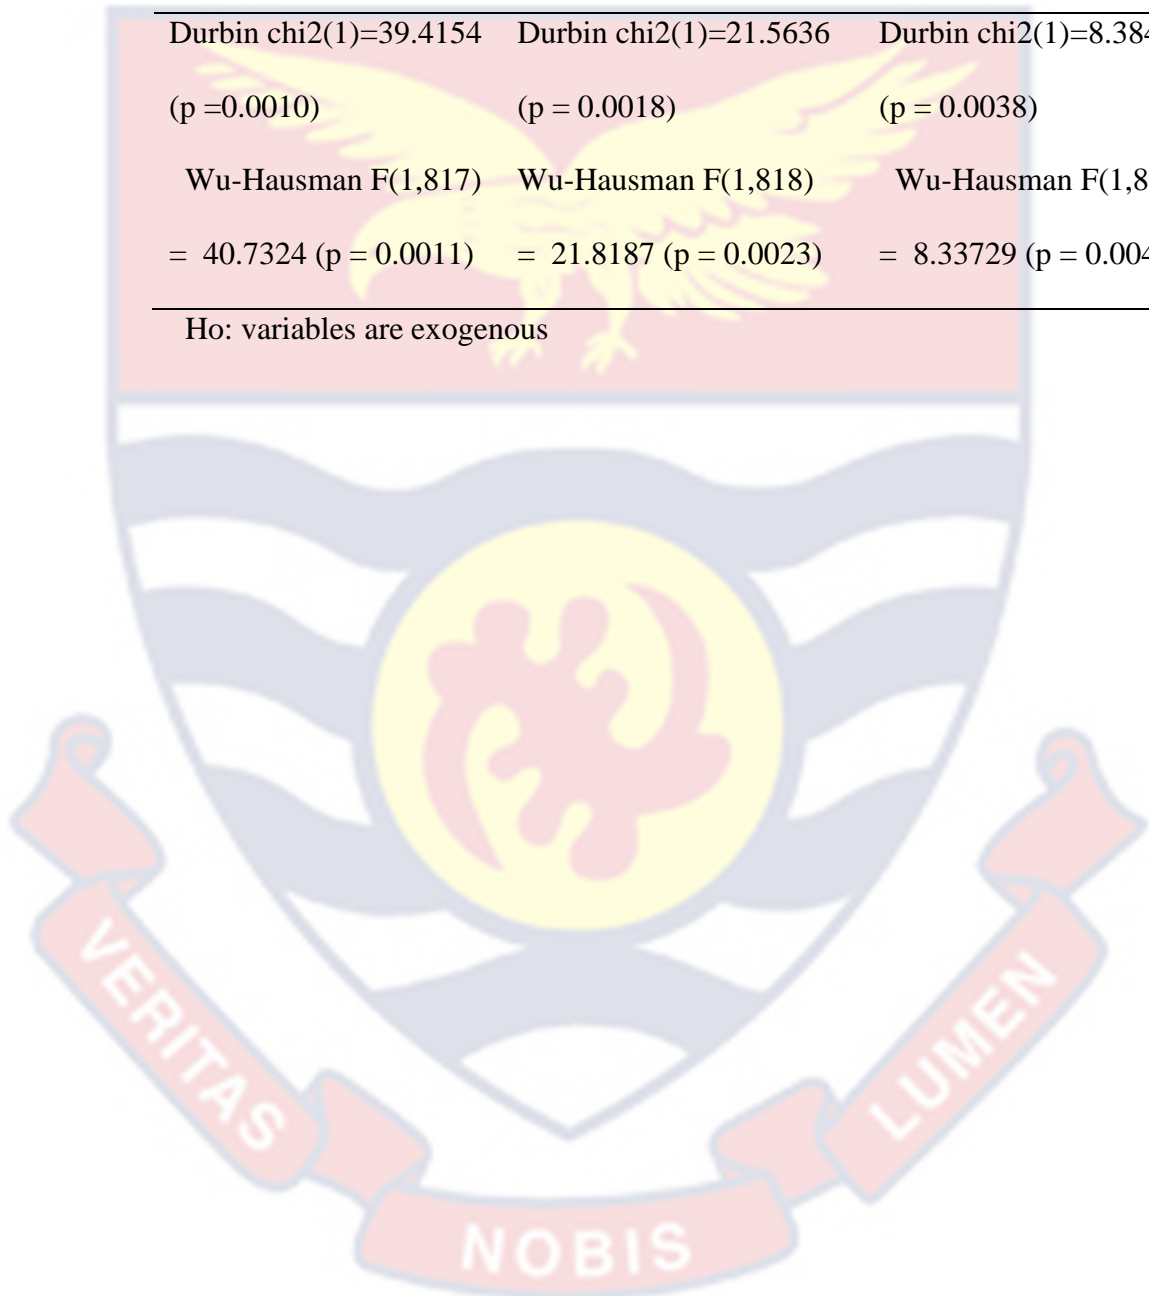 Durbin chi2(1)=39.4154 Durbin chi2(1)=21.5636 Durbin chi2(1)=8.384
(p =0.0010) (p = 0.0018) (p = 0.0038)
Wu-Hausman F(1,817) Wu-Hausman F(1,818) Wu-Hausman F(1,8
= 40.7324 (p = 0.0011) = 21.8187 (p = 0.0023) = 8.33729 (p = 0.004
Ho: variables are exogenous
VERITAS
NOBIS
LUMEN